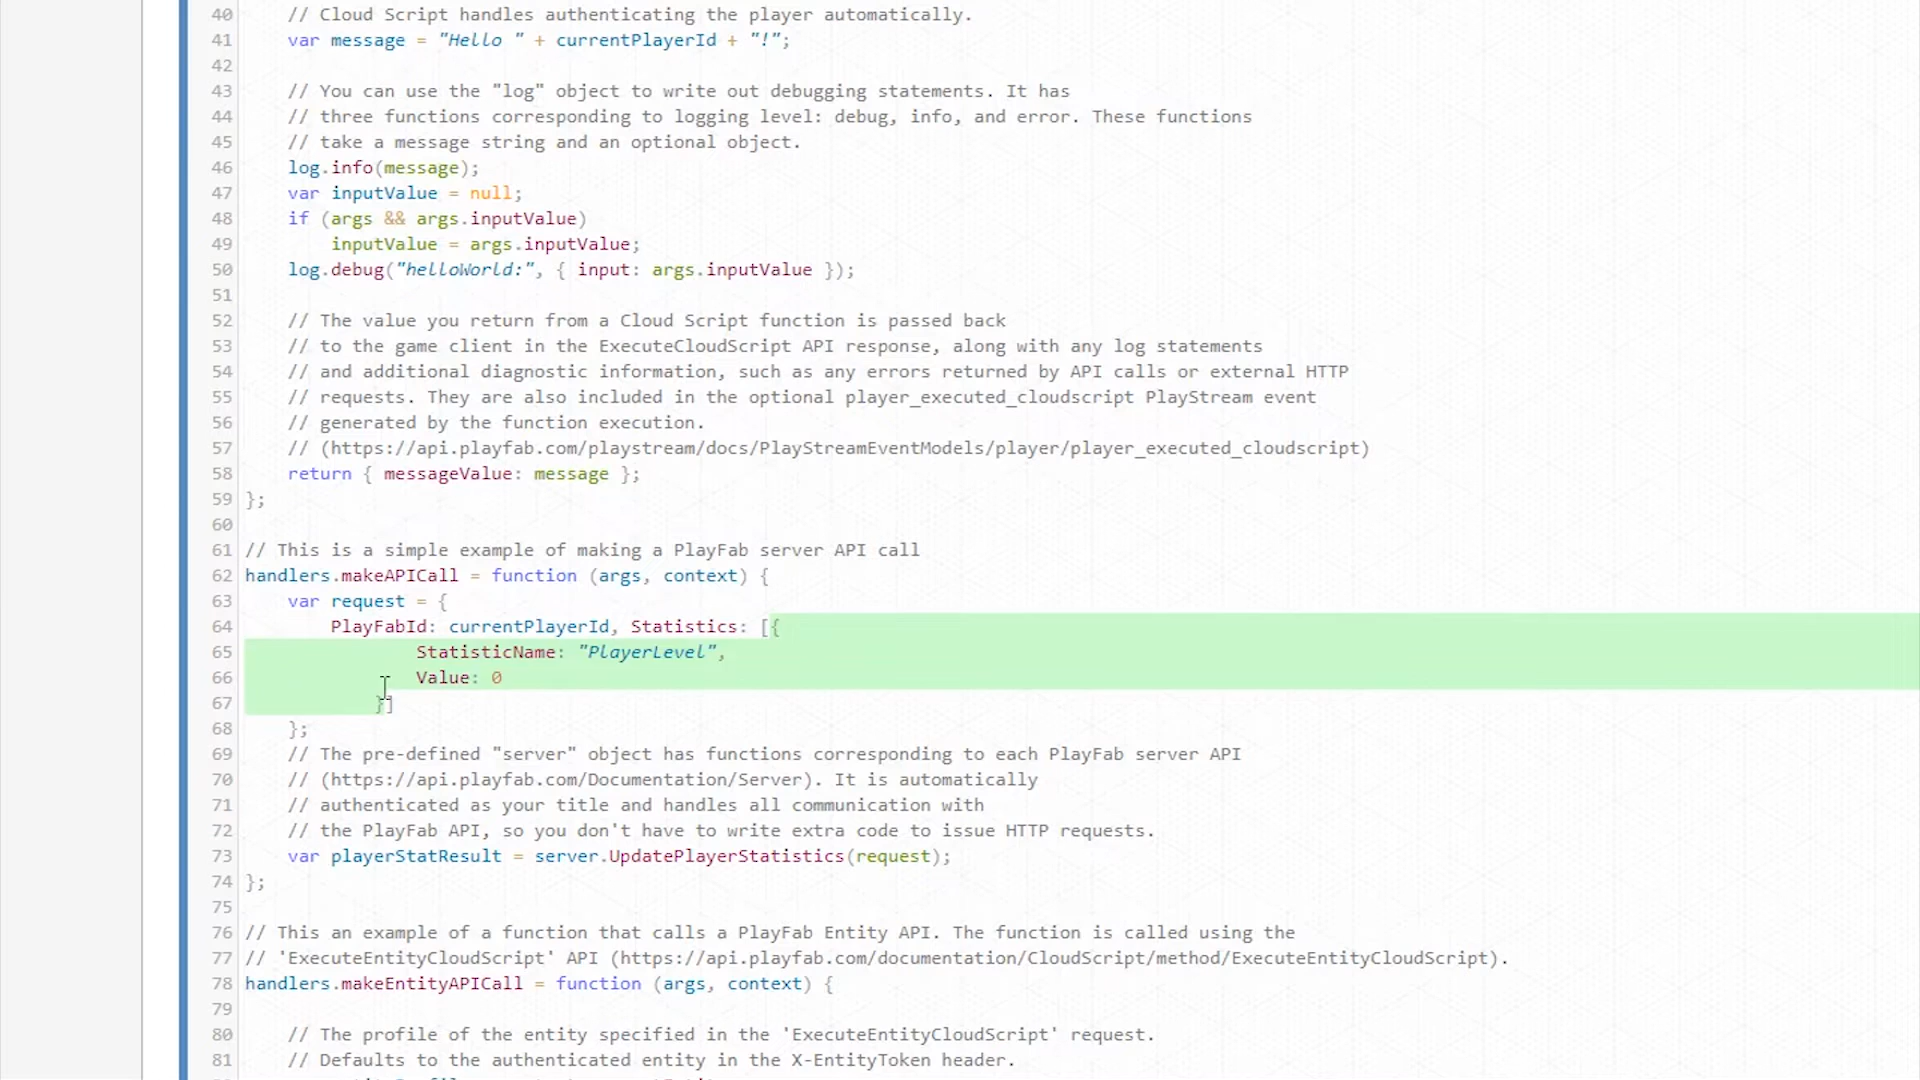 40 // Cloud Script handles authenticating the player automatically.
41 var message = "Hello " + currentPlayerId + "!";
42
43 // You can use the "log" object to write out debugging statements. It has
44 // three functions corresponding to logging level: debug, info, and error. These functions
45 // take a message string and an optional object.
46 log.info(message);
47 var inputValue = null;
48 if (args && args.inputValue)
49 inputValue = args.inputValue;
50 log.debug("helloWorld:", { input: args.inputValue });
51
52 // The value you return from a Cloud Script function is passed back
53 // to the game client in the ExecuteCloudScript API response, along with any log statements
54 // and additional diagnostic information, such as any errors returned by API calls or external HTTP
55 // requests. They are also included in the optional player_executed_cloudscript PlayStream event
56 // generated by the function execution.
57 // (https://api.playfab.com/playstream/docs/PlayStreamEventModels/player/player_executed_cloudscript)
58 return { messageValue: message };
59 };
60
61 // This is a simple example of making a PlayFab server API call
62 handlers.makeAPICall = function (args, context) {
63 var request = {
64 PlayFabId: currentPlayerId, Statistics: [{
65 StatisticName: "PlayerLevel",
66 Value: 0
67 }]
68 };
69 // The pre-defined "server" object has functions corresponding to each PlayFab server API
70 // (https://api.playfab.com/Documentation/Server). It is automatically
71 // authenticated as your title and handles all communication with
72 // the PlayFab API, so you don't have to write extra code to issue HTTP requests.
73 var playerStatResult = server.UpdatePlayerStatistics(request);
74 };
75
76 // This an example of a function that calls a PlayFab Entity API. The function is called using the
77 // 'ExecuteEntityCloudScript' API (https://api.playfab.com/documentation/CloudScript/method/ExecuteEntityCloudScript).
78 handlers.makeEntityAPICall = function (args, context) {
79
80 // The profile of the entity specified in the 'ExecuteEntityCloudScript' request.
81 // Defaults to the authenticated entity in the X-EntityToken header.